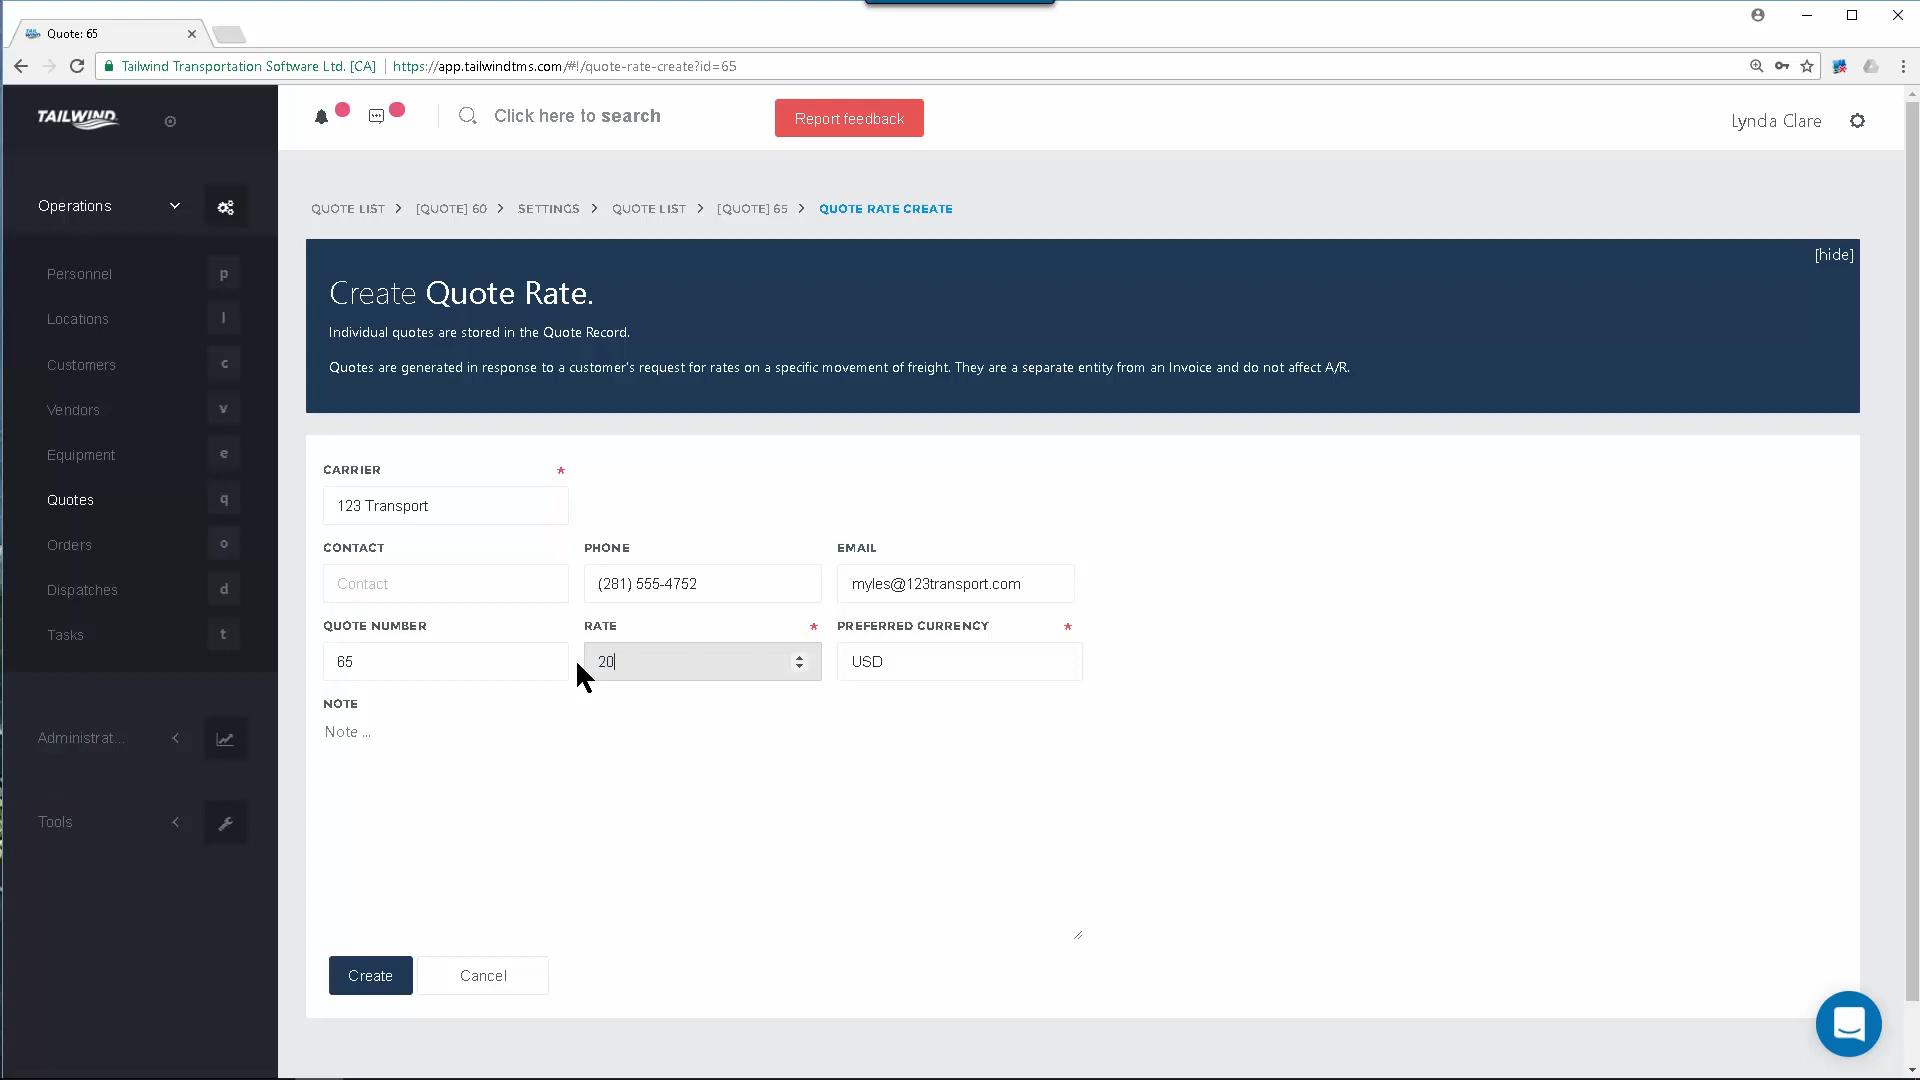 Quote: 65
Tailwind Transportation Software Ltd. [CA] https://app.tailwindtms.com/#!/quote-rate-create?id=65
TAILWIND
Click here to search
Report feedback
Lynda Clare
Operations
Personnel p
Locations l
Customers c
Vendors v
Equipment e
Quotes q
Orders o
Dispatches d
Tasks t
Administrat...
Tools
QUOTE LIST > [QUOTE] 60 > SETTINGS > QUOTE LIST > [QUOTE] 65 > QUOTE RATE CREATE
[hide]
Create Quote Rate.
Individual quotes are stored in the Quote Record.
Quotes are generated in response to a customer's request for rates on a specific movement of freight. They are a separate entity from an Invoice and do not affect A/R.
CARRIER *
123 Transport
CONTACT PHONE EMAIL
Contact (281) 555-4752 myles@123transport.com
QUOTE NUMBER RATE * PREFERRED CURRENCY *
65 20 USD
NOTE
Note ...
Create Cancel